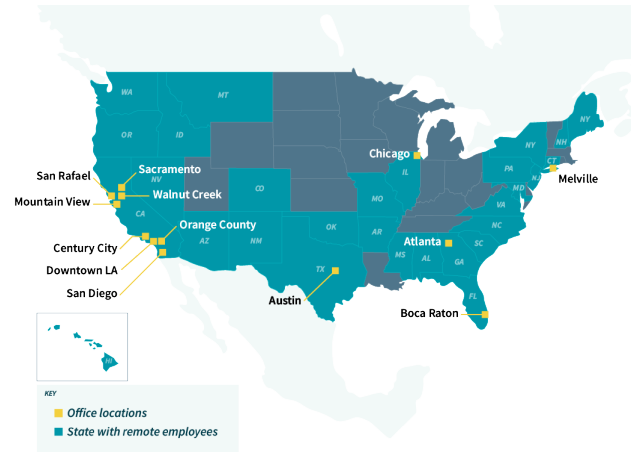 WA
MT
NY
OR
ID
NY
NH
Chicago
CT
Sacramento
PA
San Rafael
NV
IL
NJ
Melville
Walnut Creek
CO
MD
Mountain View
MO
VA
CA
Orange County
OK
AR
NC
Century City
AZ
NM
Atlanta
SC
MS
AL
GA
Downtown LA
TX
San Diego
Austin
FL
Boca Raton
HI
KEY
Office locations
State with remote employees